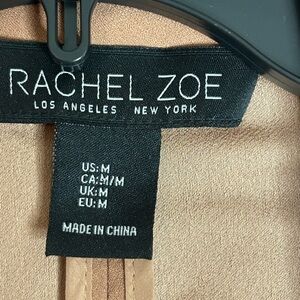 RACHEL ZOE
LOS ANGELES NEW YORK
US: M
CA: M/M
UK: M
EU: M
MADE IN CHINA